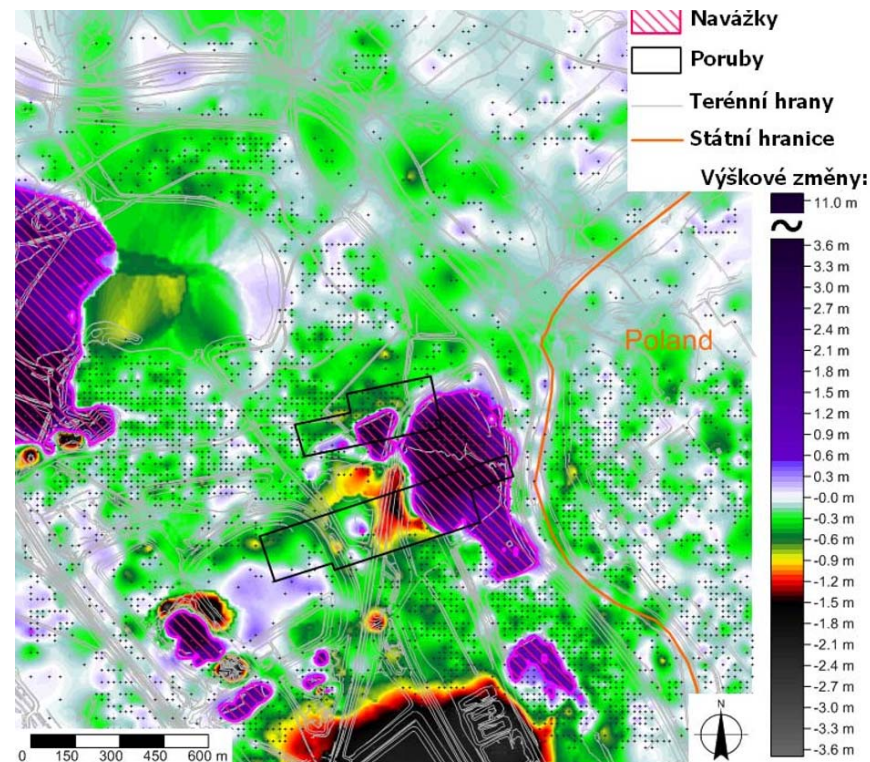 Navážky
Poruby
Terénní hrany
Státní hranice
Výškové změny:
11.0 m
~
3.6 m
3.3 m
3.0 m
2.7 m
2.4 m
2.1 m
1.8 m
1.5 m
1.2 m
0.9 m
0.6 m
0.3 m
-0.0 m
-0.3 m
-0.6 m
-0.9 m
-1.2 m
-1.5 m
-1.8 m
-2.1 m
-2.4 m
-2.7 m
-3.0 m
-3.3 m
-3.6 m
Poland
N
0 150 300 450 600 m